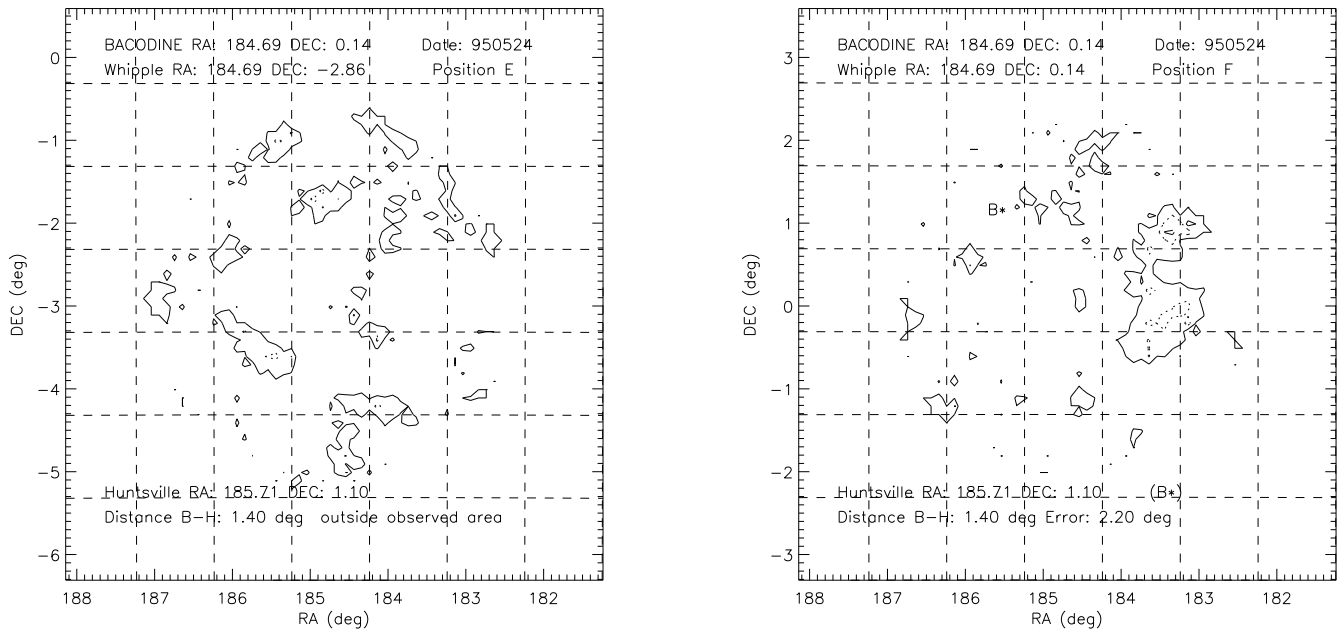 BACODINE RA: 184.69 DEC: 0.14 Date: 950524
Whipple RA: 184.69 DEC: -2.86 Position E
Huntsville RA: 185.71 DEC: 1.10
Distance B-H: 1.40 deg outside observed area
0
-1
-2
-3
-4
-5
-6
DEC (deg)
188 187 186 185 184 183 182
RA (deg)
BACODINE RA: 184.69 DEC: 0.14 Date: 950524
Whipple RA: 184.69 DEC: 0.14 Position F
B*
Huntsville RA: 185.71 DEC: 1.10 (B*)
Distance B-H: 1.40 deg Error: 2.20 deg
3
2
1
0
-1
-2
-3
DEC (deg)
188 187 186 185 184 183 182
RA (deg)